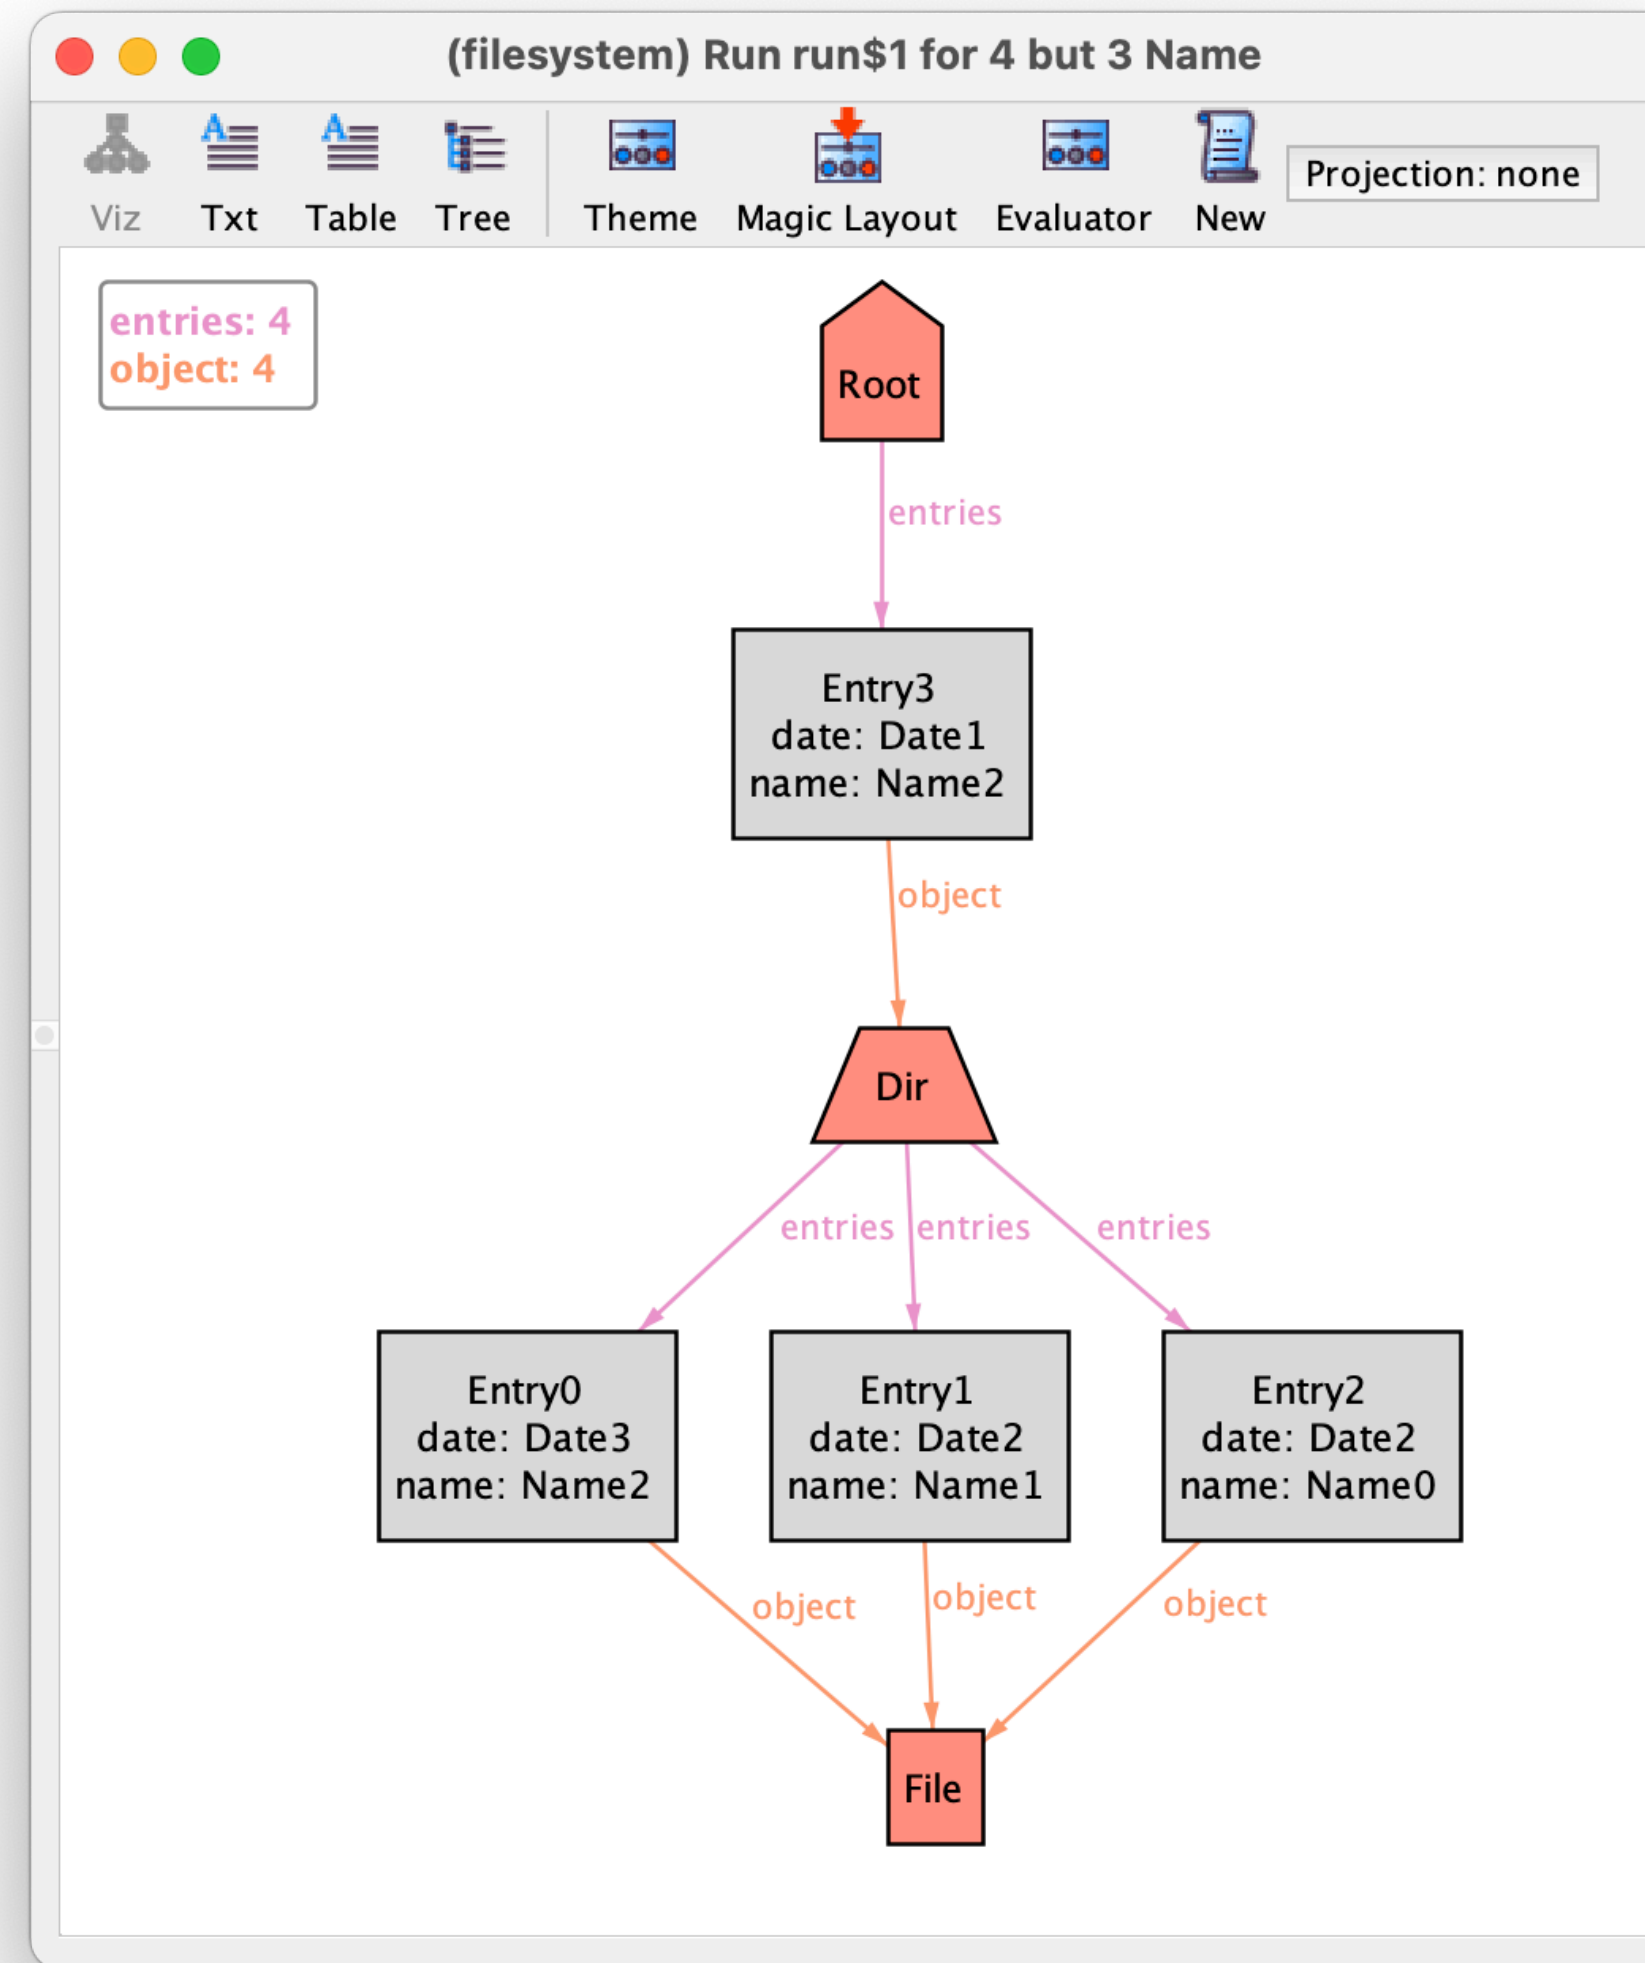 (filesystem) Run run$1 for 4 but 3 Name
Viz Txt Table Tree Theme Magic Layout Evaluator New Projection: none
entries: 4
object: 4
Root
entries
Entry3
date: Date1
name: Name2
object
Dir
entries entries entries
Entry0
date: Date3
name: Name2
Entry1
date: Date2
name: Name1
Entry2
date: Date2
name: Name0
object object object
File